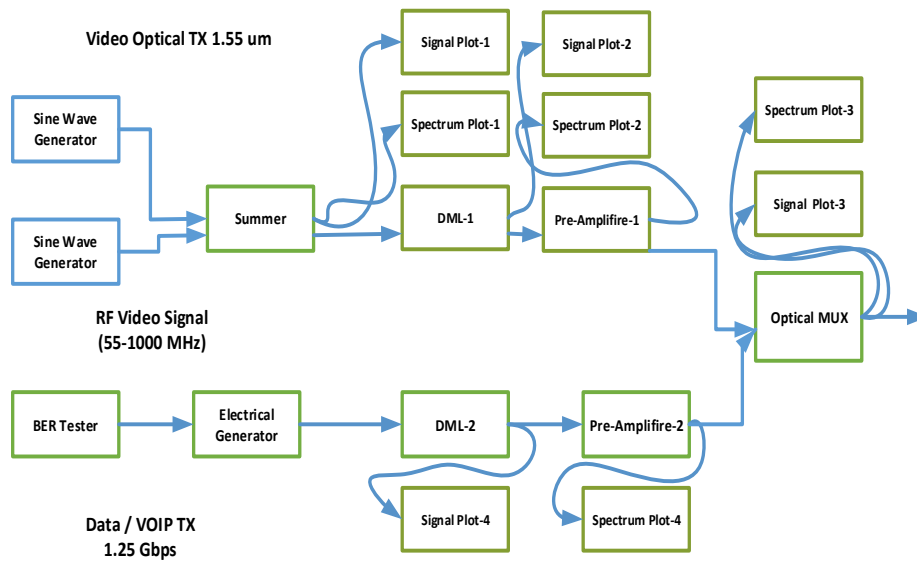 Video Optical TX 1.55 um
Signal Plot-1
Signal Plot-2
Sine Wave
Generator
Spectrum Plot-1
Spectrum Plot-2
Spectrum Plot-3
Summer
DML-1
Pre-Amplifire-1
Signal Plot-3
Sine Wave
Generator
RF Video Signal
(55-1000 MHz)
Optical MUX
BER Tester
Electrical
Generator
DML-2
Pre-Amplifire-2
Signal Plot-4
Spectrum Plot-4
Data / VOIP TX
1.25 Gbps